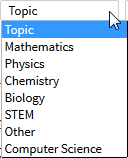 Topic
Topic
Mathematics
Physics
Chemistry
Biology
STEM
Other
Computer Science